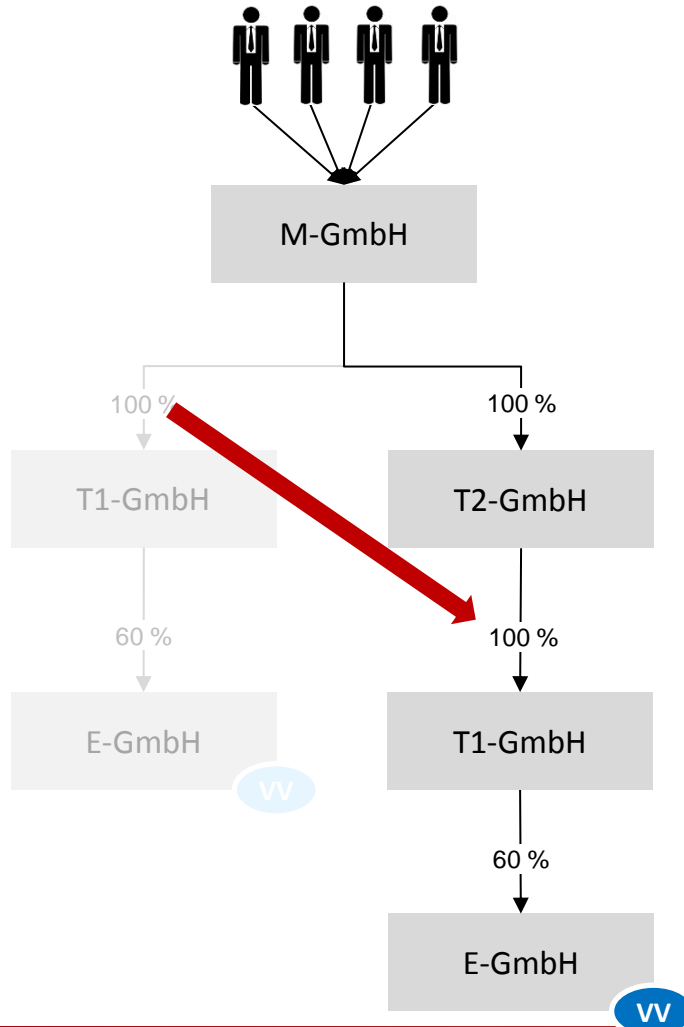 M-GmbH
100 %
100 %
T1-GmbH
T2-GmbH
60 %
100 %
E-GmbH
T1-GmbH
VV
60 %
E-GmbH
VV